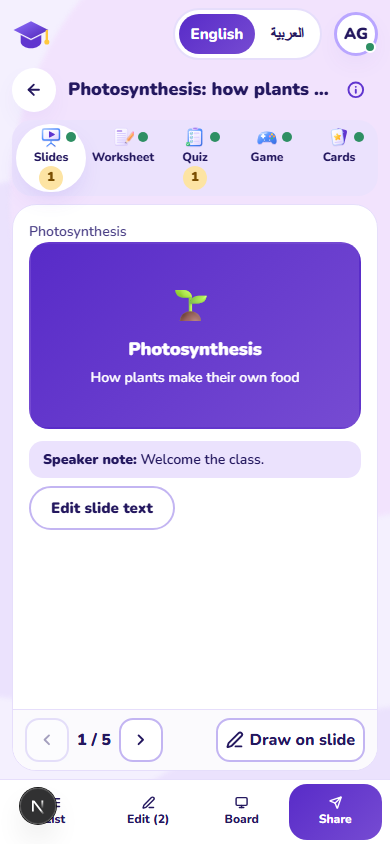 English
العربية
AG
Photosynthesis: how plants ...
Slides
1
Worksheet
Quiz
1
Game
Cards
Photosynthesis
Photosynthesis
How plants make their own food
Speaker note: Welcome the class.
Edit slide text
1 / 5
Draw on slide
N
Edit (2)
Board
Share